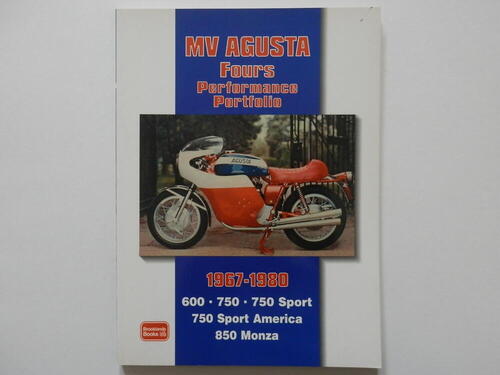 MV AGUSTA
Fours
Performance
Portfolio
AGUSTA
1967-1980
600 · 750 · 750 Sport
750 Sport America
850 Monza
Brooklands
Books